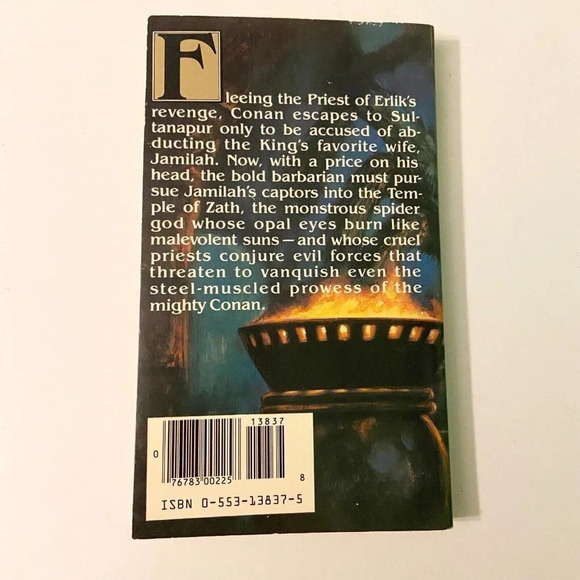 Fleeing the Priest of Erlik's
revenge, Conan escapes to Sul-
tanapur only to be accused of ab-
ducting the King's favorite wife,
Jamilah. Now, with a price on his
head, the bold barbarian must pur-
sue Jamilah's captors into the Tem-
ple of Zath, the monstrous spider
god whose opal eyes burn like
malevolent suns—and whose cruel
priests conjure evil forces that
threaten to vanquish even the
steel-muscled prowess of the
mighty Conan.
13837
0 76783 00225 8
ISBN 0-553-13837-5